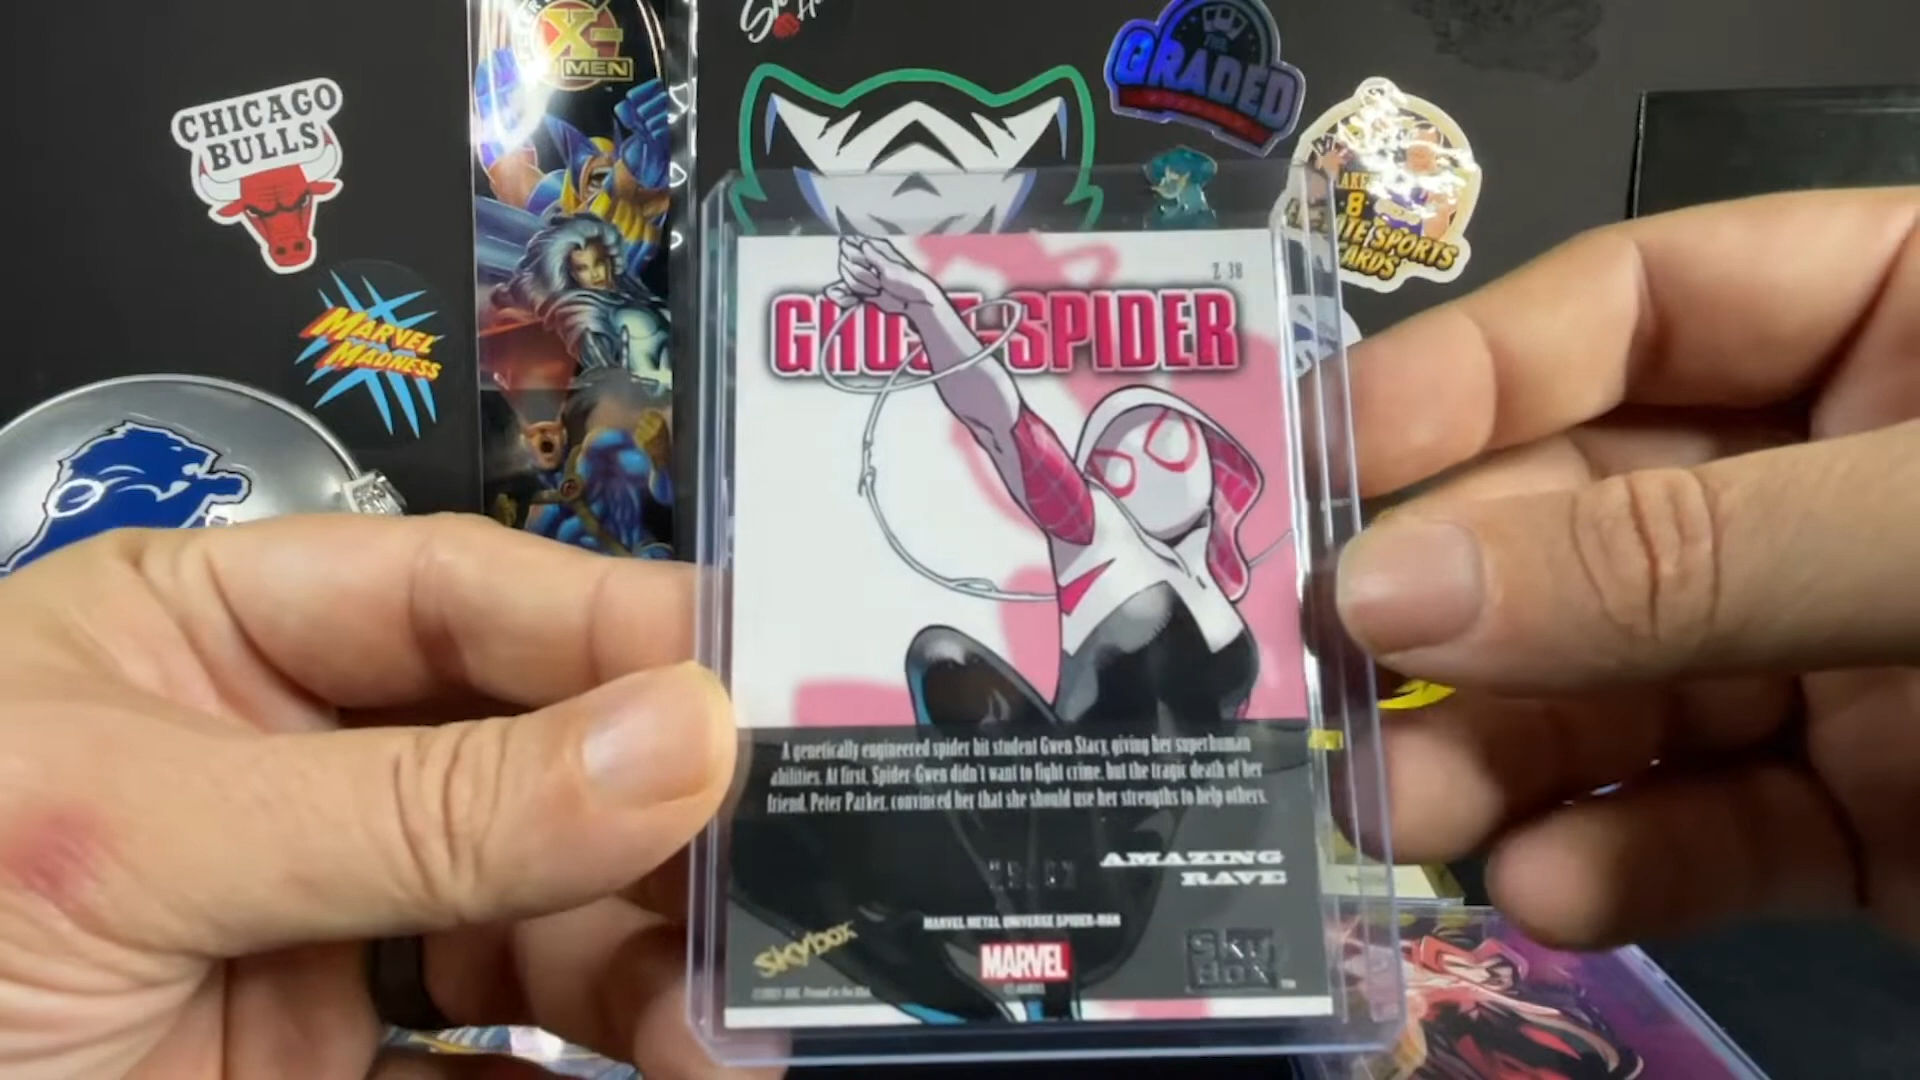 X-MEN
CHICAGO
BULLS
GRADED
MARVEL
MADNESS
SPORTS
CARDS
Z 38
GHOST-SPIDER
A genetically engineered spider bit student Gwen Stacy, giving her superhuman
abilities. At first, Spider-Gwen didn't want to fight crime, but the tragic death of her
friend, Peter Parker, convinced her that she should use her strengths to help others.
AMAZING
RAVE
MARVEL METAL UNIVERSE SPIDER-MAN
Skybox
MARVEL
SKY
BOX